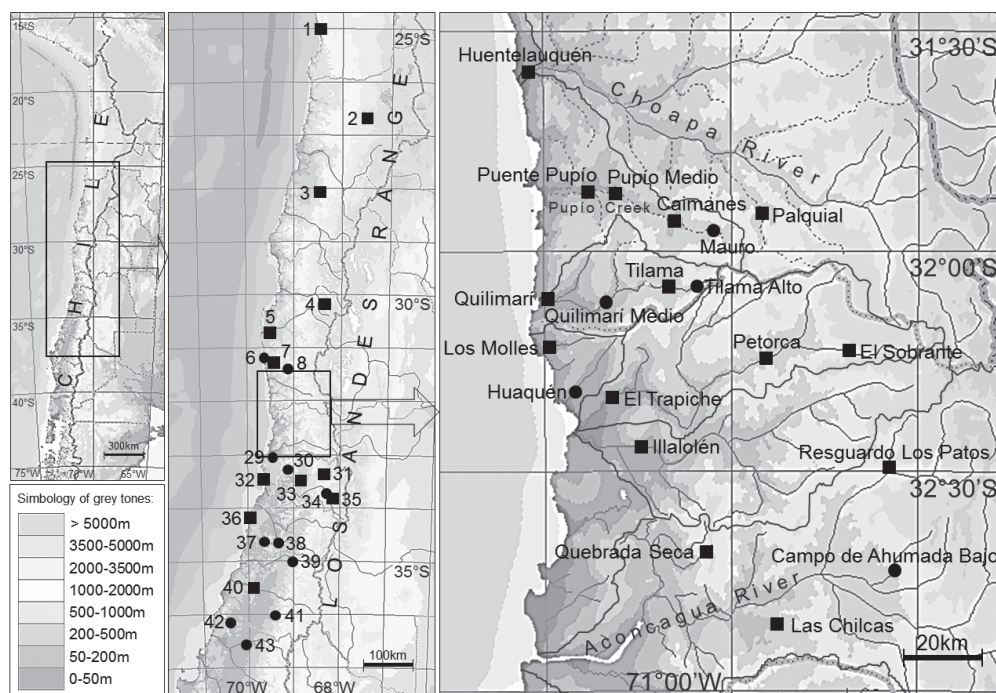 15°S
20°S
25°S
30°S
35°S
40°S
75°W
70°W
65°W
CHILE
300km
Simbology of grey tones:
> 5000m
3500-5000m
2000-3500m
1000-2000m
500-1000m
200-500m
50-200m
0-50m
1
25°S
2
3
4
30°S
5
6
7
8
29
30
31
32
33
34
35
36
37
38
39
35°S
40
41
42
43
LOS ANDES RANGE
70°W
68°W
100km
31°30'S
Huentelauquén
Choapa River
Puente Pupío
Pupío Medio
Pupío Creek
Caimanes
Palquial
Mauro
32°00'S
Tilama
Tilama Alto
Quilimarí
Quilimarí Medio
Los Molles
Petorca
El Sobrante
Huaquén
El Trapiche
Illalolén
Resguardo Los Patos
32°30'S
Quebrada Seca
Campo de Ahumada Bajo
Aconcagua River
Las Chilcas
20km
71°00'W